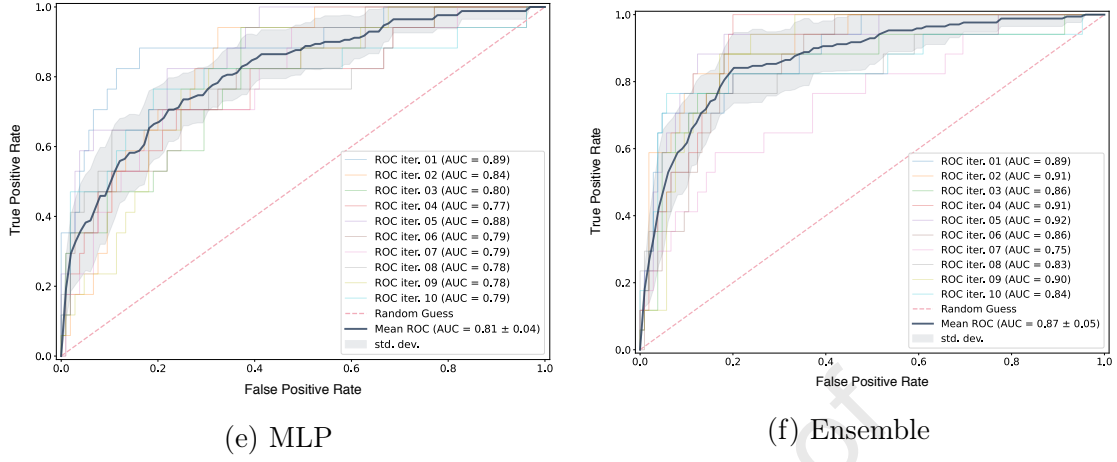 1.0
0.8
0.6
0.4
0.2
0.0
True Positive Rate
0.0 0.2 0.4 0.6 0.8 1.0
False Positive Rate
ROC iter. 01 (AUC = 0.89)
ROC iter. 02 (AUC = 0.84)
ROC iter. 03 (AUC = 0.80)
ROC iter. 04 (AUC = 0.77)
ROC iter. 05 (AUC = 0.88)
ROC iter. 06 (AUC = 0.79)
ROC iter. 07 (AUC = 0.79)
ROC iter. 08 (AUC = 0.78)
ROC iter. 09 (AUC = 0.78)
ROC iter. 10 (AUC = 0.79)
Random Guess
Mean ROC (AUC = 0.81 ± 0.04)
std. dev.
(e) MLP
1.0
0.8
0.6
0.4
0.2
0.0
True Positive Rate
0.0 0.2 0.4 0.6 0.8 1.0
False Positive Rate
ROC iter. 01 (AUC = 0.89)
ROC iter. 02 (AUC = 0.91)
ROC iter. 03 (AUC = 0.86)
ROC iter. 04 (AUC = 0.91)
ROC iter. 05 (AUC = 0.92)
ROC iter. 06 (AUC = 0.86)
ROC iter. 07 (AUC = 0.75)
ROC iter. 08 (AUC = 0.83)
ROC iter. 09 (AUC = 0.90)
ROC iter. 10 (AUC = 0.84)
Random Guess
Mean ROC (AUC = 0.87 ± 0.05)
std. dev.
(f) Ensemble